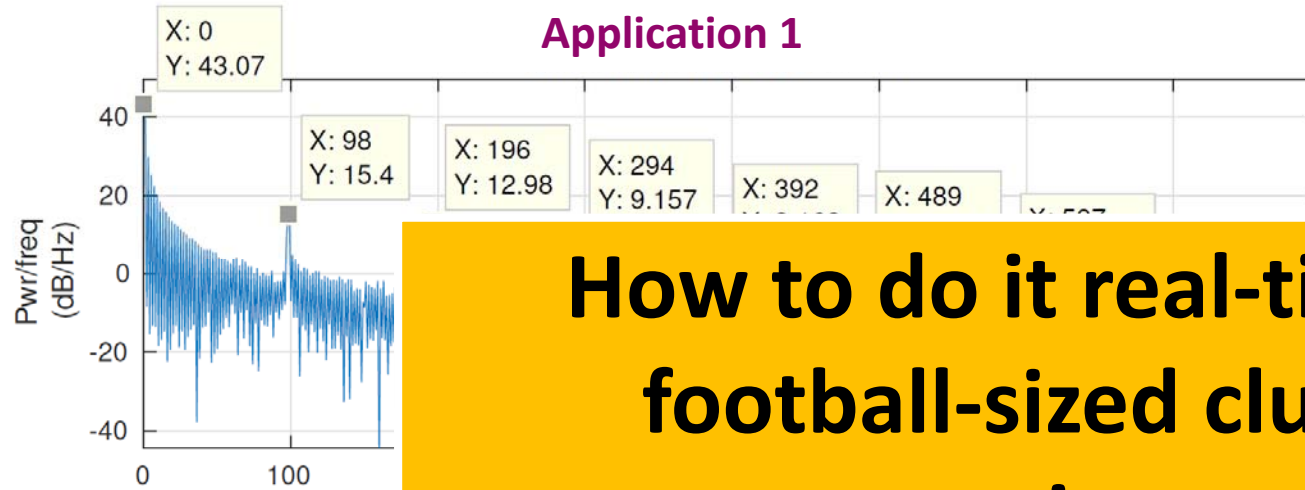 Application 1
X: 0
Y: 43.07
X: 98
Y: 15.4
X: 196
Y: 12.98
X: 294
Y: 9.157
X: 392
X: 489
Pwr/freq
(dB/Hz)
40
20
0
-20
-40
0
100
How to do it real-ti
football-sized clu